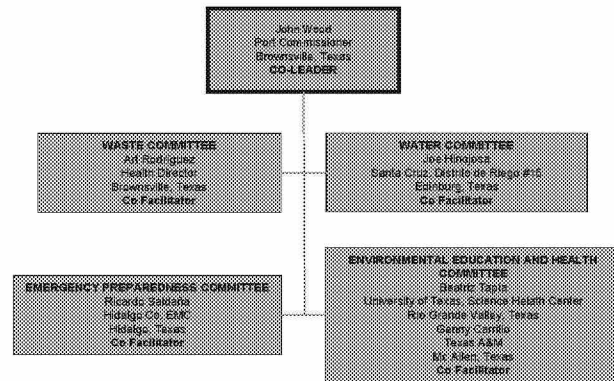 John Wood
Port Commissioner
Brownsville, Texas
CO-LEADER
WASTE COMMITTEE
Art Rodriguez
Health Director
Brownsville, Texas
Co Facilitator
WATER COMMITTEE
Joe Hinojosa
Santa Cruz, Distrito de Riego #15
Edinburg, Texas
Co Facilitator
EMERGENCY PREPAREDNESS COMMITTEE
Ricardo Saldaña
Hidalgo Co. EMC
Hidalgo, Texas
Co Facilitator
ENVIRONMENTAL EDUCATION AND HEALTH
COMMITTEE
Beatriz Tapia
University of Texas, Science Helath Center
Rio Grande Valley, Texas
Genny Carrillo
Texas A&M
Mc Allen, Texas
Co Facilitator